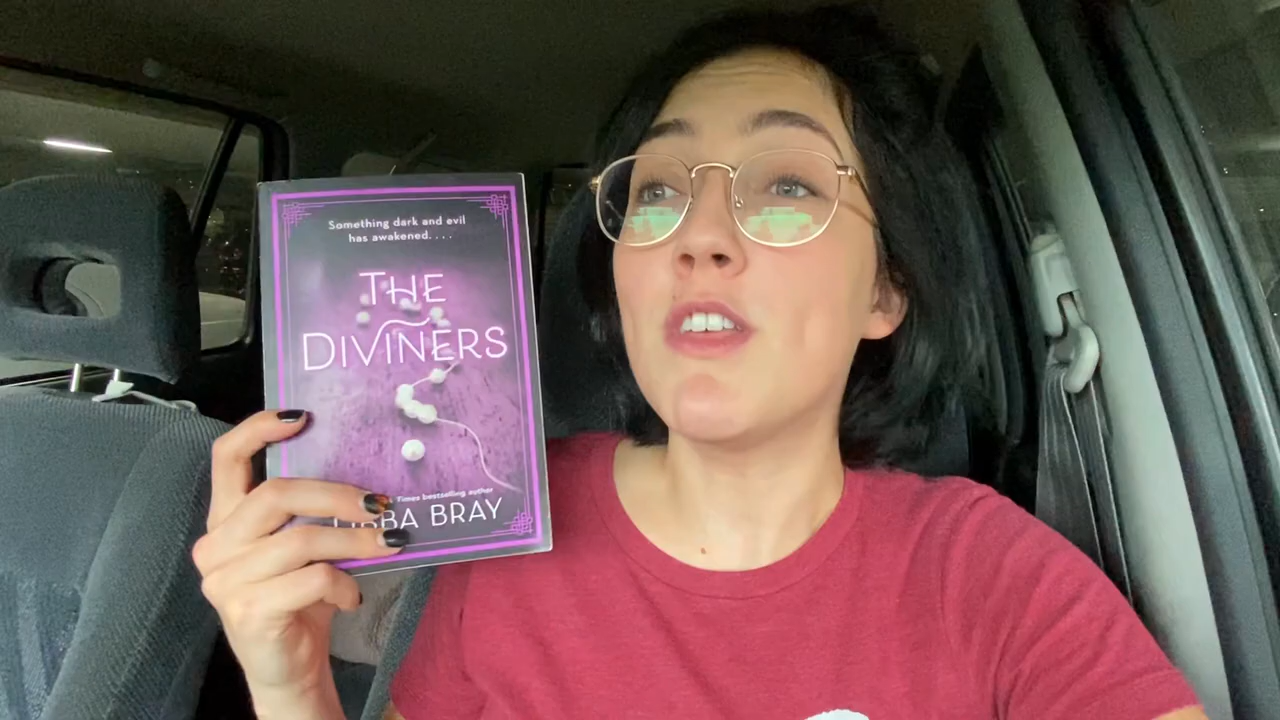 Something dark and evil
has awakened....
THE
DIVINERS
Times bestselling author
BRAY